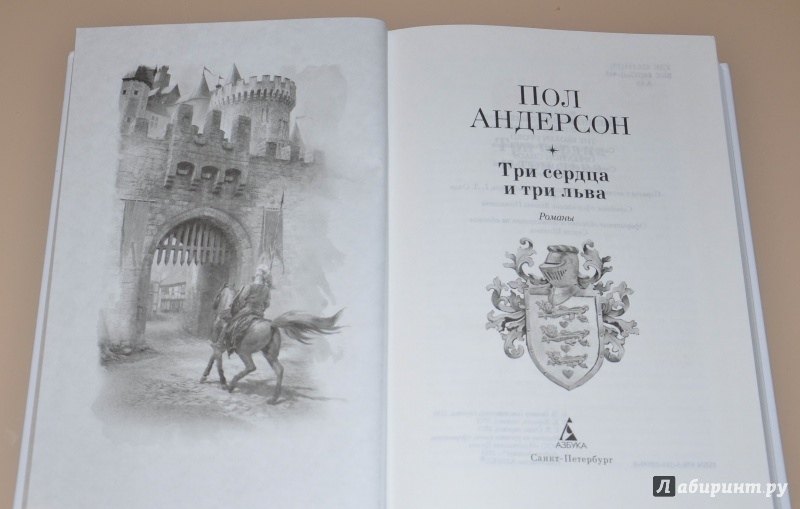 ПОЛ
АНДЕРСОН
Три сердца
и три льва
Романы
АЗБУКА
Санкт-Петербург
Лабиринт.ру